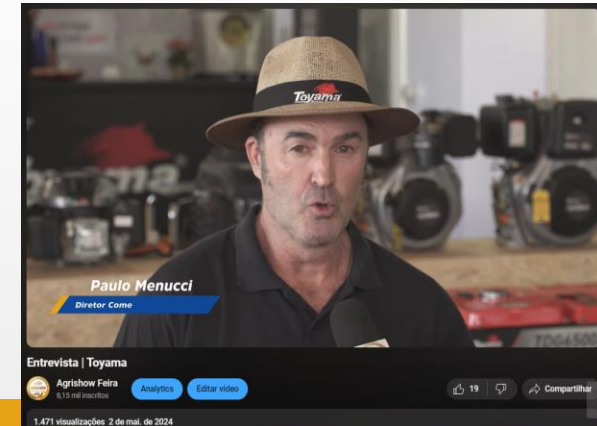 Toyama
Paulo Menucci
Diretor Come
TDG6500
Entrevista | Toyama
Agrishow Feira
8,15 mil inscritos
Analytics
Editar vídeo
19
Compartilhar
1.471 visualizações 2 de mai. de 2024